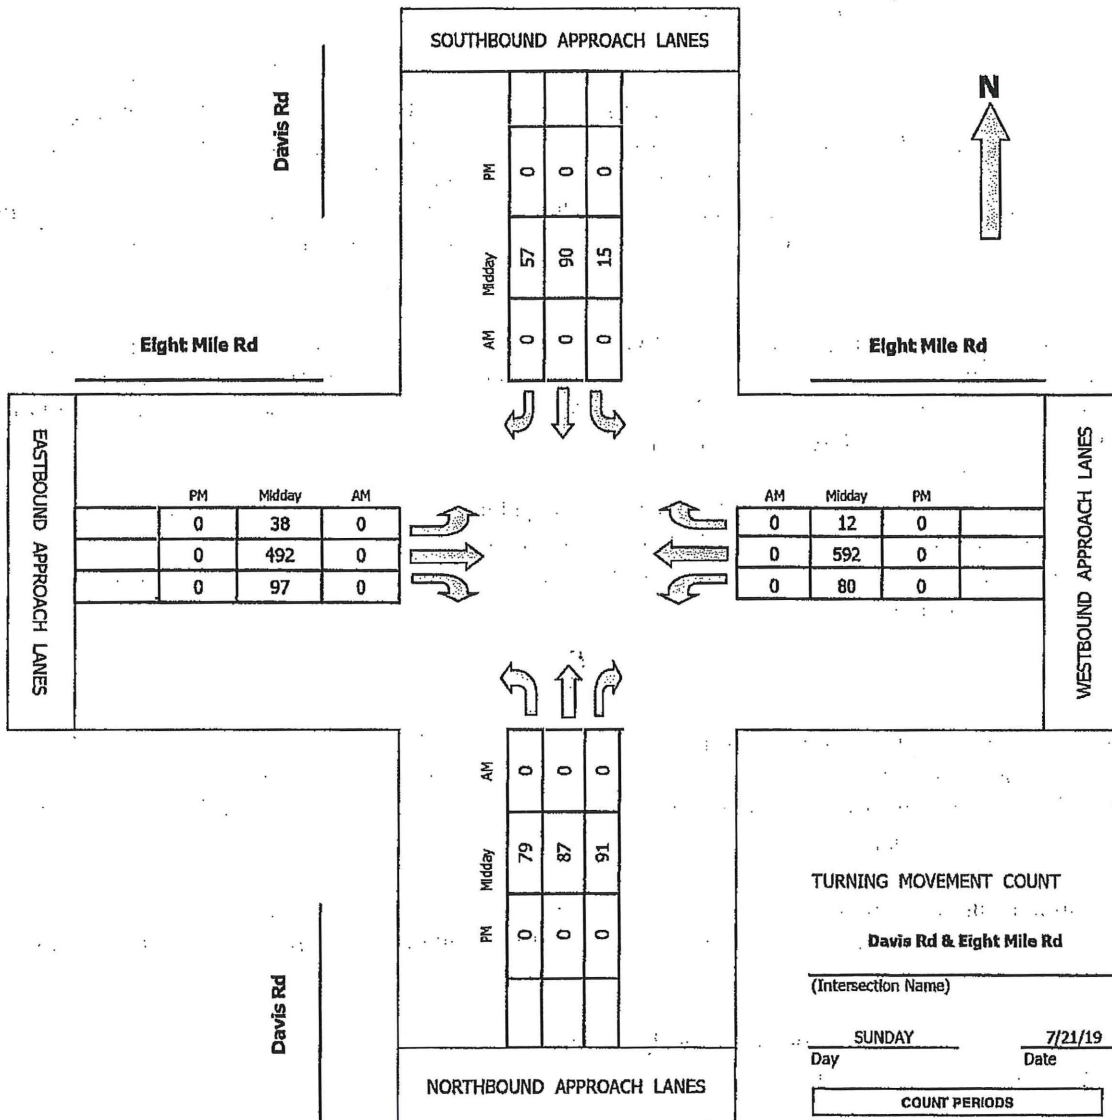 SOUTHBOUND APPROACH LANES
N
Davis Rd
PM 0 0 0
Midday 57 90 15
AM 0 0 0
Eight Mile Rd
Eight Mile Rd
EASTBOUND APPROACH LANES
PM Midday AM
0 38 0
0 492 0
0 97 0
AM Midday PM
0 12 0
0 592 0
0 80 0
WESTBOUND APPROACH LANES
AM 0 0 0
Midday 79 87 91
PM 0 0 0
Davis Rd
NORTHBOUND APPROACH LANES
TURNING MOVEMENT COUNT
Davis Rd & Eight Mile Rd
(Intersection Name)
SUNDAY 7/21/19
Day Date
COUNT PERIODS